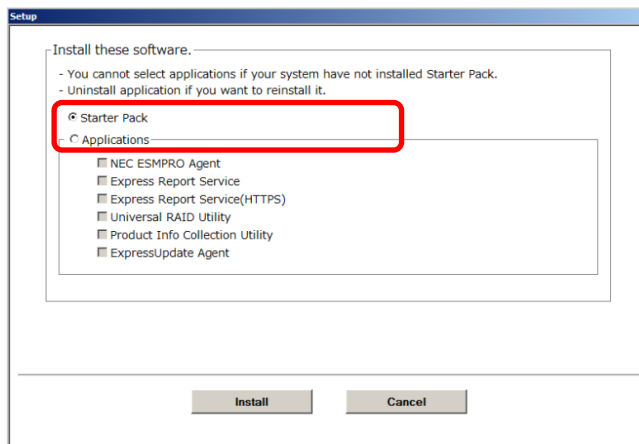 Setup
Install these software.
- You cannot select applications if your system have not installed Starter Pack.
- Uninstall application if you want to reinstall it.
Starter Pack
Applications
NEC ESMPRO Agent
Express Report Service
Express Report Service(HTTPS)
Universal RAID Utility
Product Info Collection Utility
ExpressUpdate Agent
Install Cancel